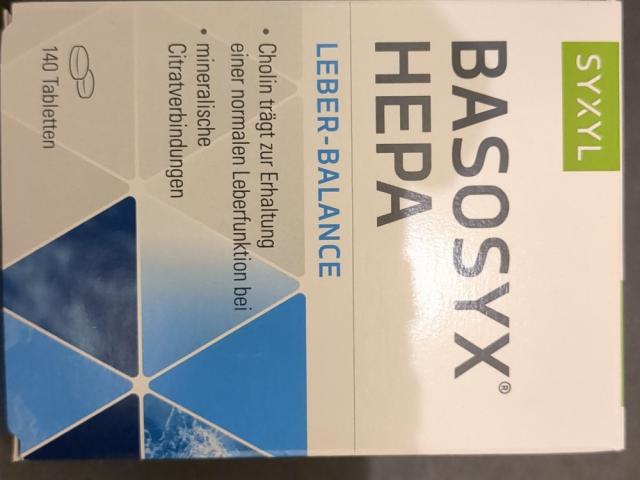 SYXYL
BASOSYX®
HEPA
LEBER-BALANCE
• Cholin trägt zur Erhaltung
einer normalen Leberfunktion bei
• mineralische
Citratverbindungen
140 Tabletten